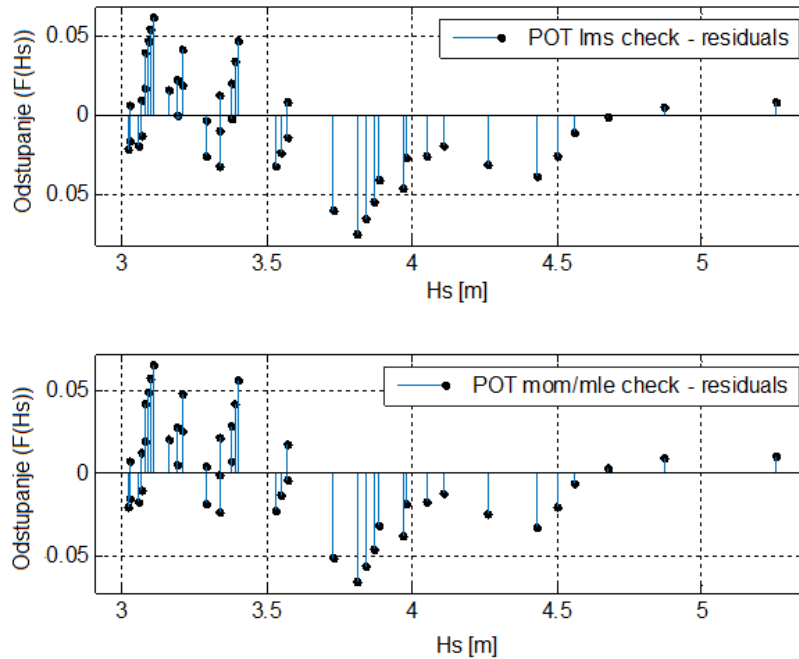 Odstupanje (F(Hs))
0.05
0
0.05
POT lms check - residuals
3
3.5
4
4.5
5
Hs [m]
Odstupanje (F(Hs))
0.05
0
0.05
POT mom/mle check - residuals
3
3.5
4
4.5
5
Hs [m]